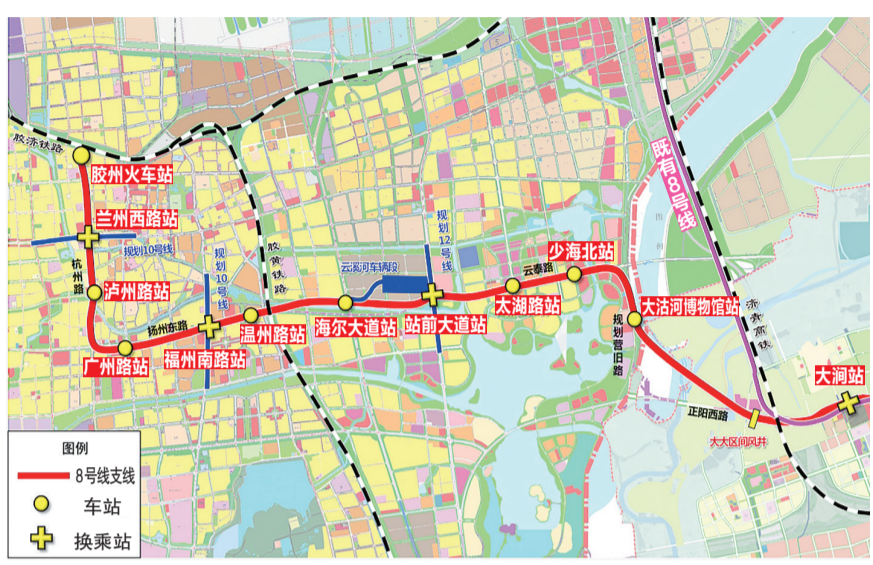 胶济铁路
胶州火车站
兰州西路站
规划10号线
杭州路
泸州路站
广州路站
扬州东路
规划10号线
福州南路站
胶黄铁路
温州路站
海尔大道站
云溪河车辆段
规划12号线
站前大道站
太湖路站
云泰路
少海北站
大沽河博物馆站
规划营旧路
既有8号线
济青高铁
正阳西路
大大区间风井
大涧站
图例
8号线支线
车站
换乘站